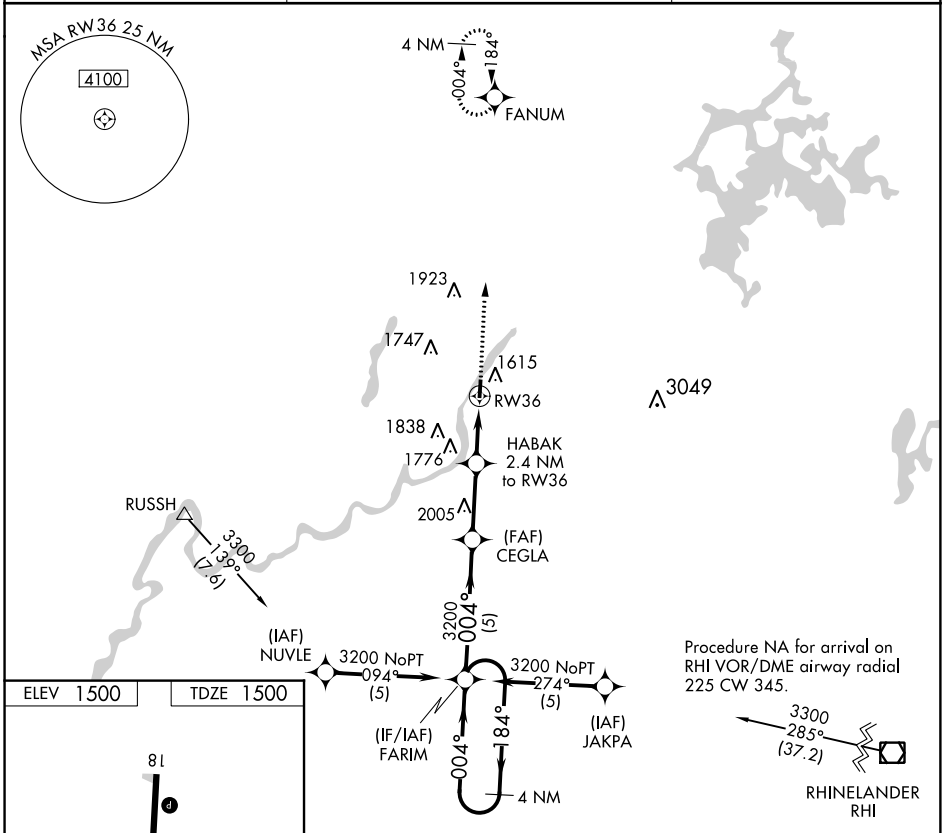 MSA RW36 25 NM
4100
4 NM
004°
184°
FANUM
1923
1747
1615
RW36
3049
1838
1776
HABAK
2.4 NM
to RW36
RUSSH
2005
(FAF)
CEGLA
3300
139°
(7.6)
3200
004°
(5)
(IAF)
NUVLE
3200 NoPT
094°
(5)
3200 NoPT
274°
(5)
(IF/IAF)
FARIM
(IAF)
JAKPA
004°
184°
4 NM
Procedure NA for arrival on
RHI VOR/DME airway radial
225 CW 345.
3300
285°
(37.2)
RHINELANDER
RHI
ELEV 1500
TDZE 1500
18
P